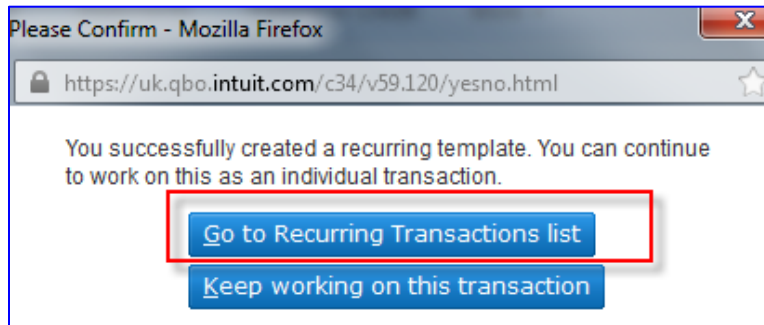 Please Confirm - Mozilla Firefox
https://uk.qbo.intuit.com/c34/v59.120/yesno.html
You successfully created a recurring template. You can continue
to work on this as an individual transaction.
Go to Recurring Transactions list
Keep working on this transaction